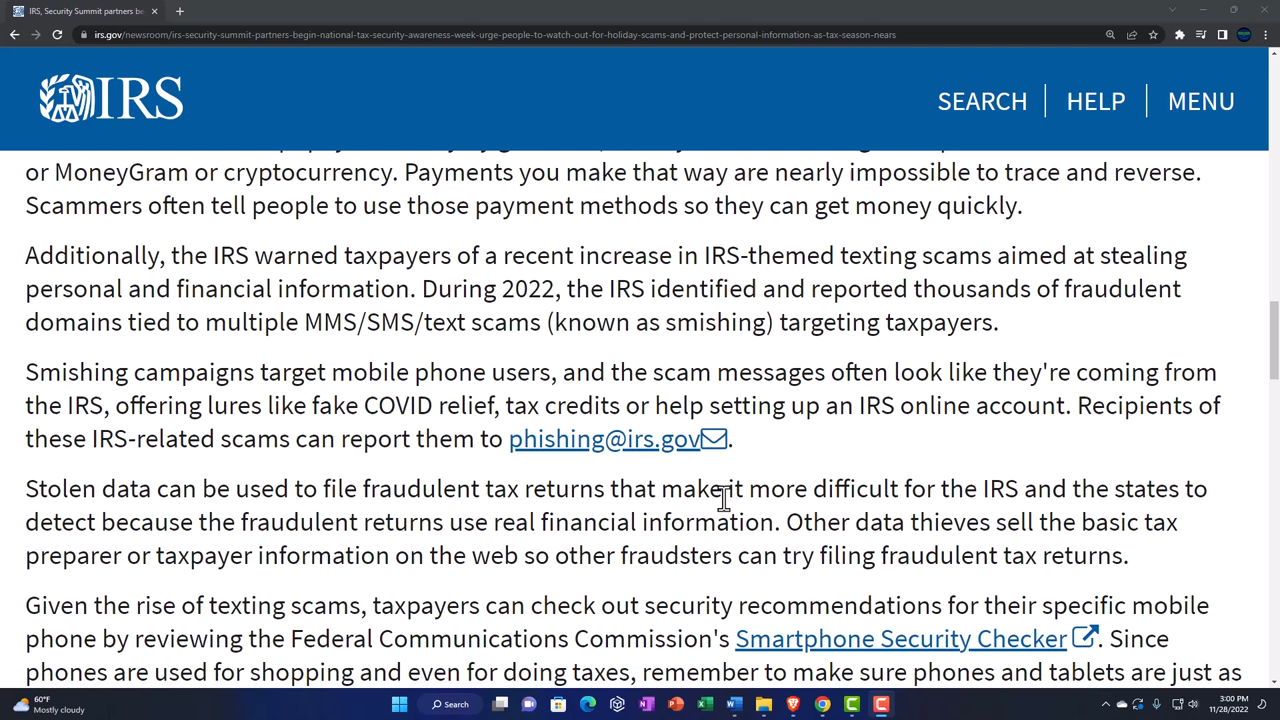 IRS, Security Summit partners be
irs.gov/newsroom/irs-security-summit-partners-begin-national-tax-security-awareness-week-urge-people-to-watch-out-for-holiday-scams-and-protect-personal-information-as-tax-season-nears
IRS
SEARCH HELP MENU
or MoneyGram or cryptocurrency. Payments you make that way are nearly impossible to trace and reverse.
Scammers often tell people to use those payment methods so they can get money quickly.
Additionally, the IRS warned taxpayers of a recent increase in IRS-themed texting scams aimed at stealing
personal and financial information. During 2022, the IRS identified and reported thousands of fraudulent
domains tied to multiple MMS/SMS/text scams (known as smishing) targeting taxpayers.
Smishing campaigns target mobile phone users, and the scam messages often look like they're coming from
the IRS, offering lures like fake COVID relief, tax credits or help setting up an IRS online account. Recipients of
these IRS-related scams can report them to phishing@irs.gov.
Stolen data can be used to file fraudulent tax returns that make it more difficult for the IRS and the states to
detect because the fraudulent returns use real financial information. Other data thieves sell the basic tax
preparer or taxpayer information on the web so other fraudsters can try filing fraudulent tax returns.
Given the rise of texting scams, taxpayers can check out security recommendations for their specific mobile
phone by reviewing the Federal Communications Commission's Smartphone Security Checker. Since
phones are used for shopping and even for doing taxes, remember to make sure phones and tablets are just as
60°F
Mostly cloudy
Search
3:00 PM
11/28/2022